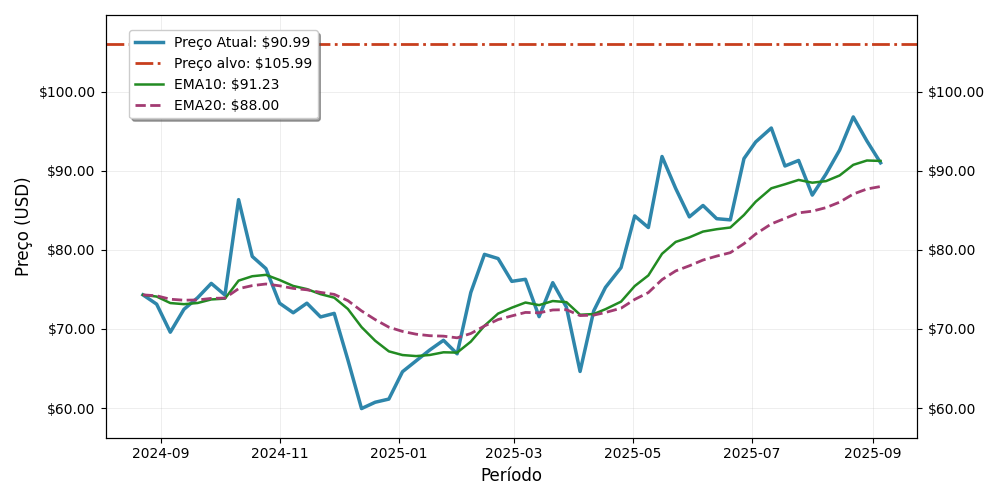 Preço Atual: $90.99
Preço alvo: $105.99
EMA10: $91.23
EMA20: $88.00
Preço (USD)
$100.00
$90.00
$80.00
$70.00
$60.00
$100.00
$90.00
$80.00
$70.00
$60.00
2024-09 2024-11 2025-01 2025-03 2025-05 2025-07 2025-09
Período